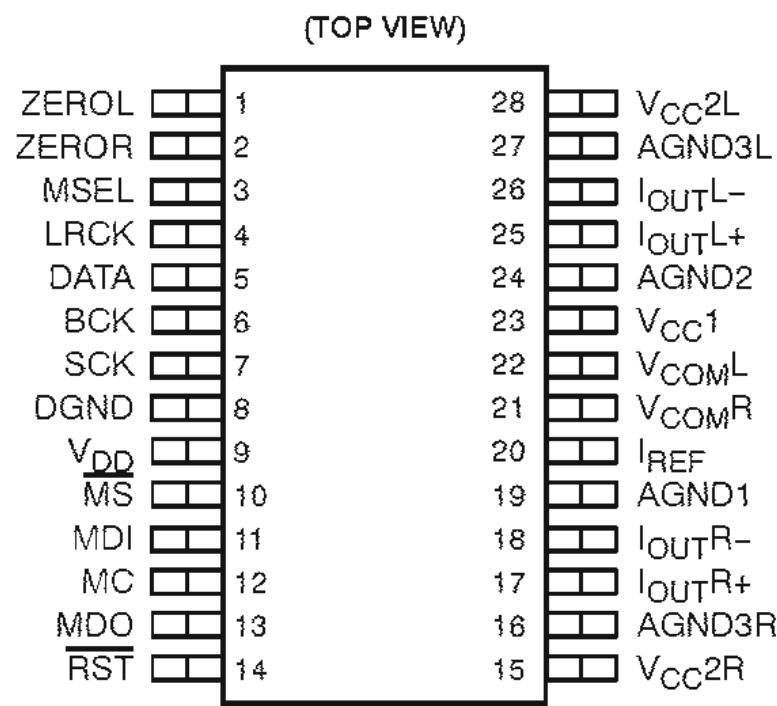 (TOP VIEW)
ZEROL 1 28 VCC2L
ZEROR 2 27 AGND3L
MSEL 3 26 IOUTL–
LRCK 4 25 IOUTL+
DATA 5 24 AGND2
BCK 6 23 VCC1
SCK 7 22 VCOML
DGND 8 21 VCOMR
VDD 9 20 IREF
MS 10 19 AGND1
MDI 11 18 IOUTR–
MC 12 17 IOUTR+
MDO 13 16 AGND3R
RST 14 15 VCC2R